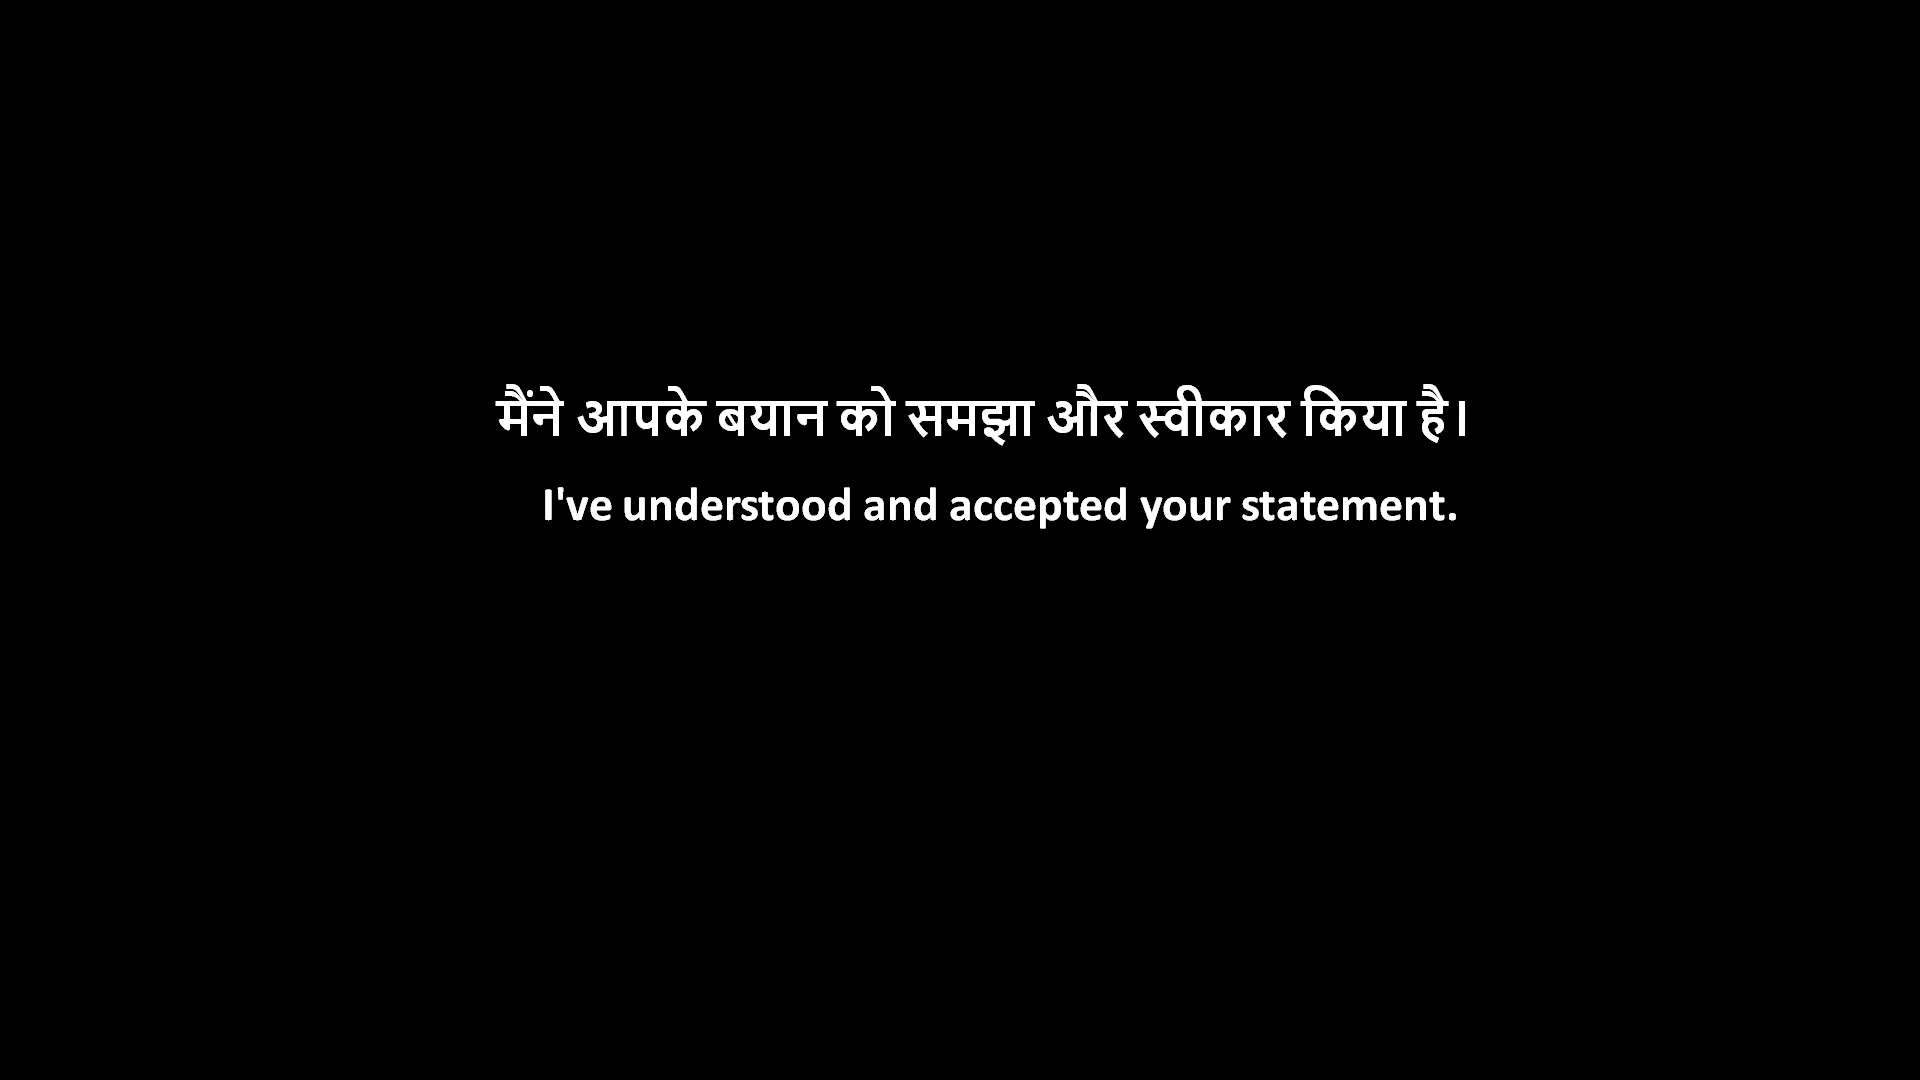 मैंने आपके बयान को समझा और स्वीकार किया है।
I've understood and accepted your statement.